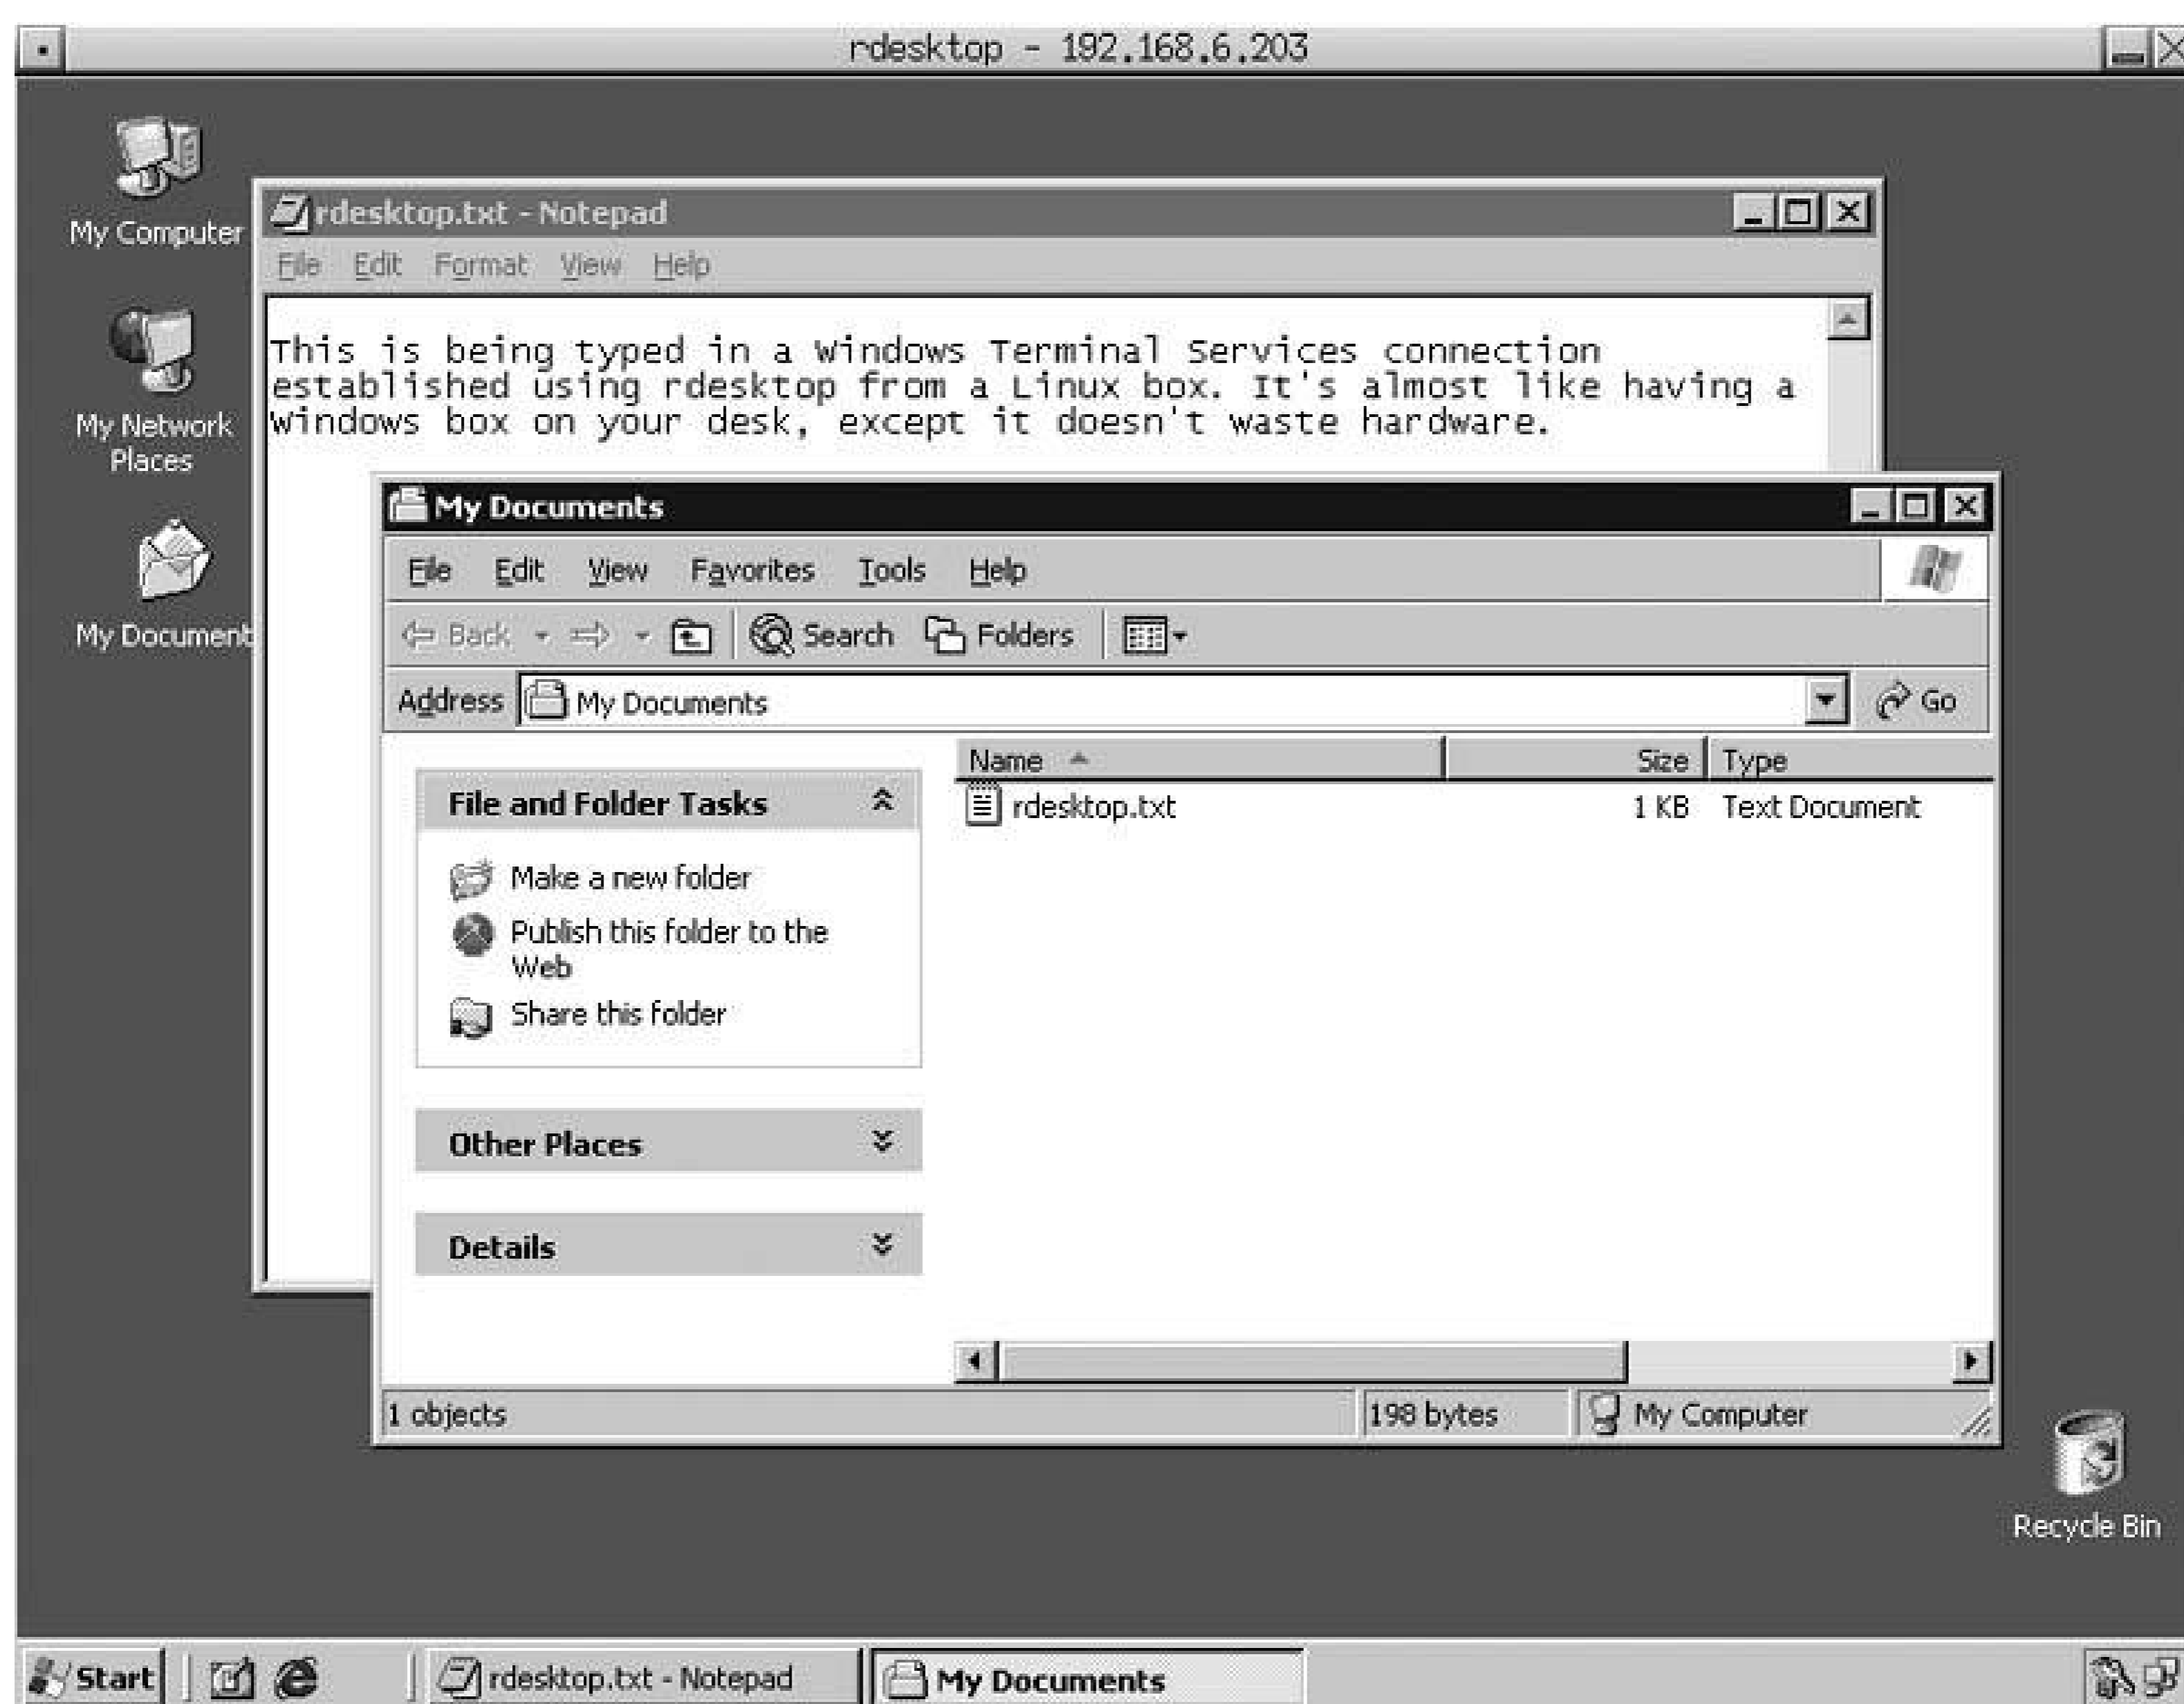 rdesktop - 192.168.6.203
My Computer
My Network
Places
My Document
rdesktop.txt - Notepad
File Edit Format View Help
This is being typed in a Windows Terminal Services connection
established using rdesktop from a Linux box. It's almost like having a
Windows box on your desk, except it doesn't waste hardware.
My Documents
File Edit View Favorites Tools Help
Back Search Folders
Address My Documents Go
Name Size Type
rdesktop.txt 1 KB Text Document
File and Folder Tasks
Make a new folder
Publish this folder to the
Web
Share this folder
Other Places
Details
1 objects 198 bytes My Computer
Recycle Bin
Start rdesktop.txt - Notepad My Documents